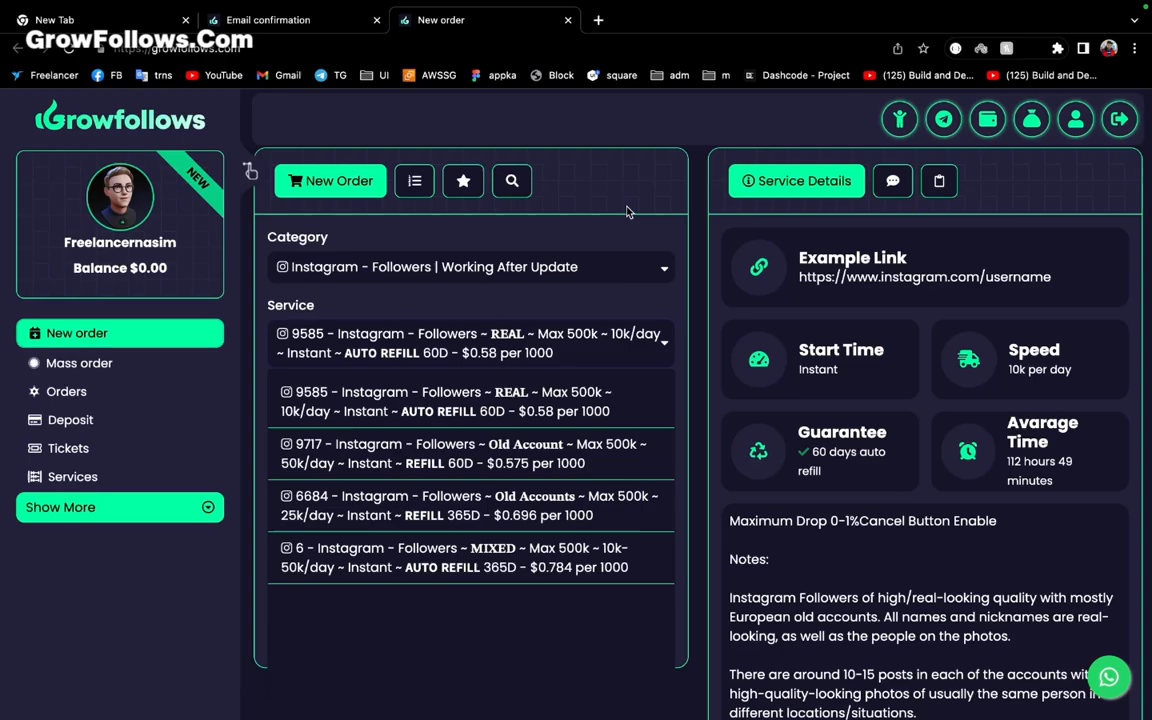 New Tab
Email confirmation
New order
GrowFollows.Com
https://growfollows.com
Freelancer
FB
trns
YouTube
Gmail
TG
UI
AWSSG
appka
Block
square
adm
m
Dashcode - Project
(125) Build and De...
(125) Build and De...
Growfollows
NEW
Freelancernasim
Balance $0.00
New order
Mass order
Orders
Deposit
Tickets
Services
Show More
New Order
Category
Instagram - Followers | Working After Update
Service
9585 - Instagram - Followers ~ REAL ~ Max 500k ~ 10k/day
~ Instant ~ AUTO REFILL 60D - $0.58 per 1000
9585 - Instagram - Followers ~ REAL ~ Max 500k ~
10k/day ~ Instant ~ AUTO REFILL 60D - $0.58 per 1000
9717 - Instagram - Followers ~ Old Account ~ Max 500k ~
50k/day ~ Instant ~ REFILL 60D - $0.575 per 1000
6684 - Instagram - Followers ~ Old Accounts ~ Max 500k ~
25k/day ~ Instant ~ REFILL 365D - $0.696 per 1000
6 - Instagram - Followers ~ MIXED ~ Max 500k ~ 10k-
50k/day ~ Instant ~ AUTO REFILL 365D - $0.784 per 1000
Service Details
Example Link
https://www.instagram.com/username
Start Time
Instant
Speed
10k per day
Guarantee
60 days auto
refill
Avarage
Time
112 hours 49
minutes
Maximum Drop 0-1%Cancel Button Enable
Notes:
Instagram Followers of high/real-looking quality with mostly
European old accounts. All names and nicknames are real-
looking, as well as the people on the photos.
There are around 10-15 posts in each of the accounts
high-quality-looking photos of usually the same person in
different locations/situations.